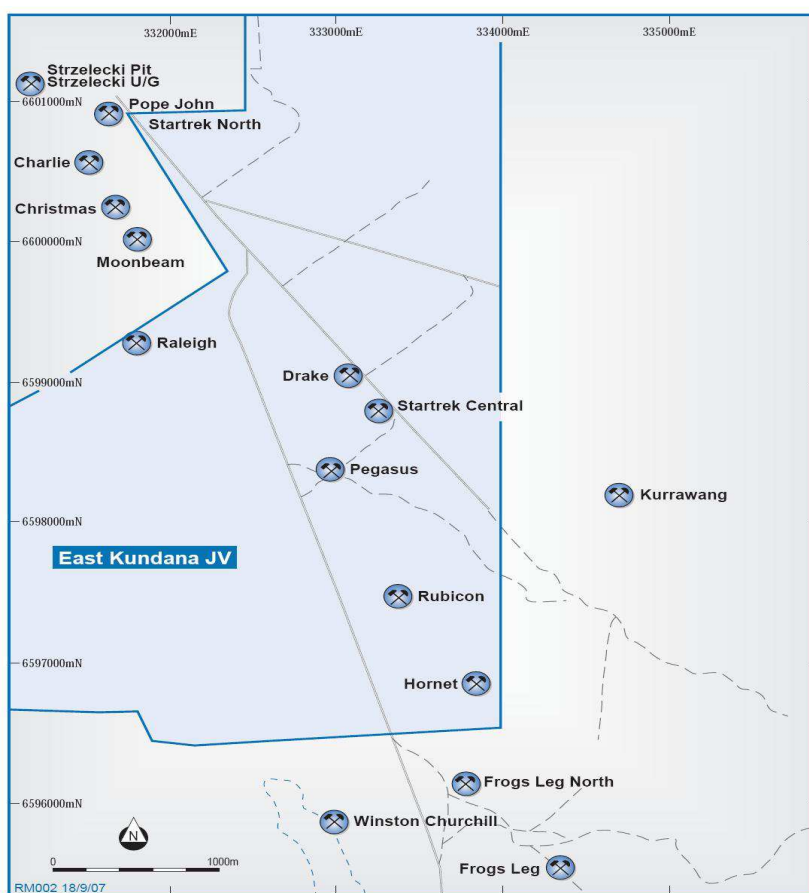 332000mE
333000mE
334000mE
335000mE
Strzelecki Pit
Strzelecki U/G
6601000mN
Pope John
Startrek North
Charlie
Christmas
6600000mN
Moonbeam
Raleigh
Drake
6599000mN
Startrek Central
Pegasus
Kurrawang
6598000mN
East Kundana JV
Rubicon
6597000mN
Hornet
Frogs Leg North
6596000mN
Winston Churchill
N
0
1000m
Frogs Leg
RM002 18/9/07